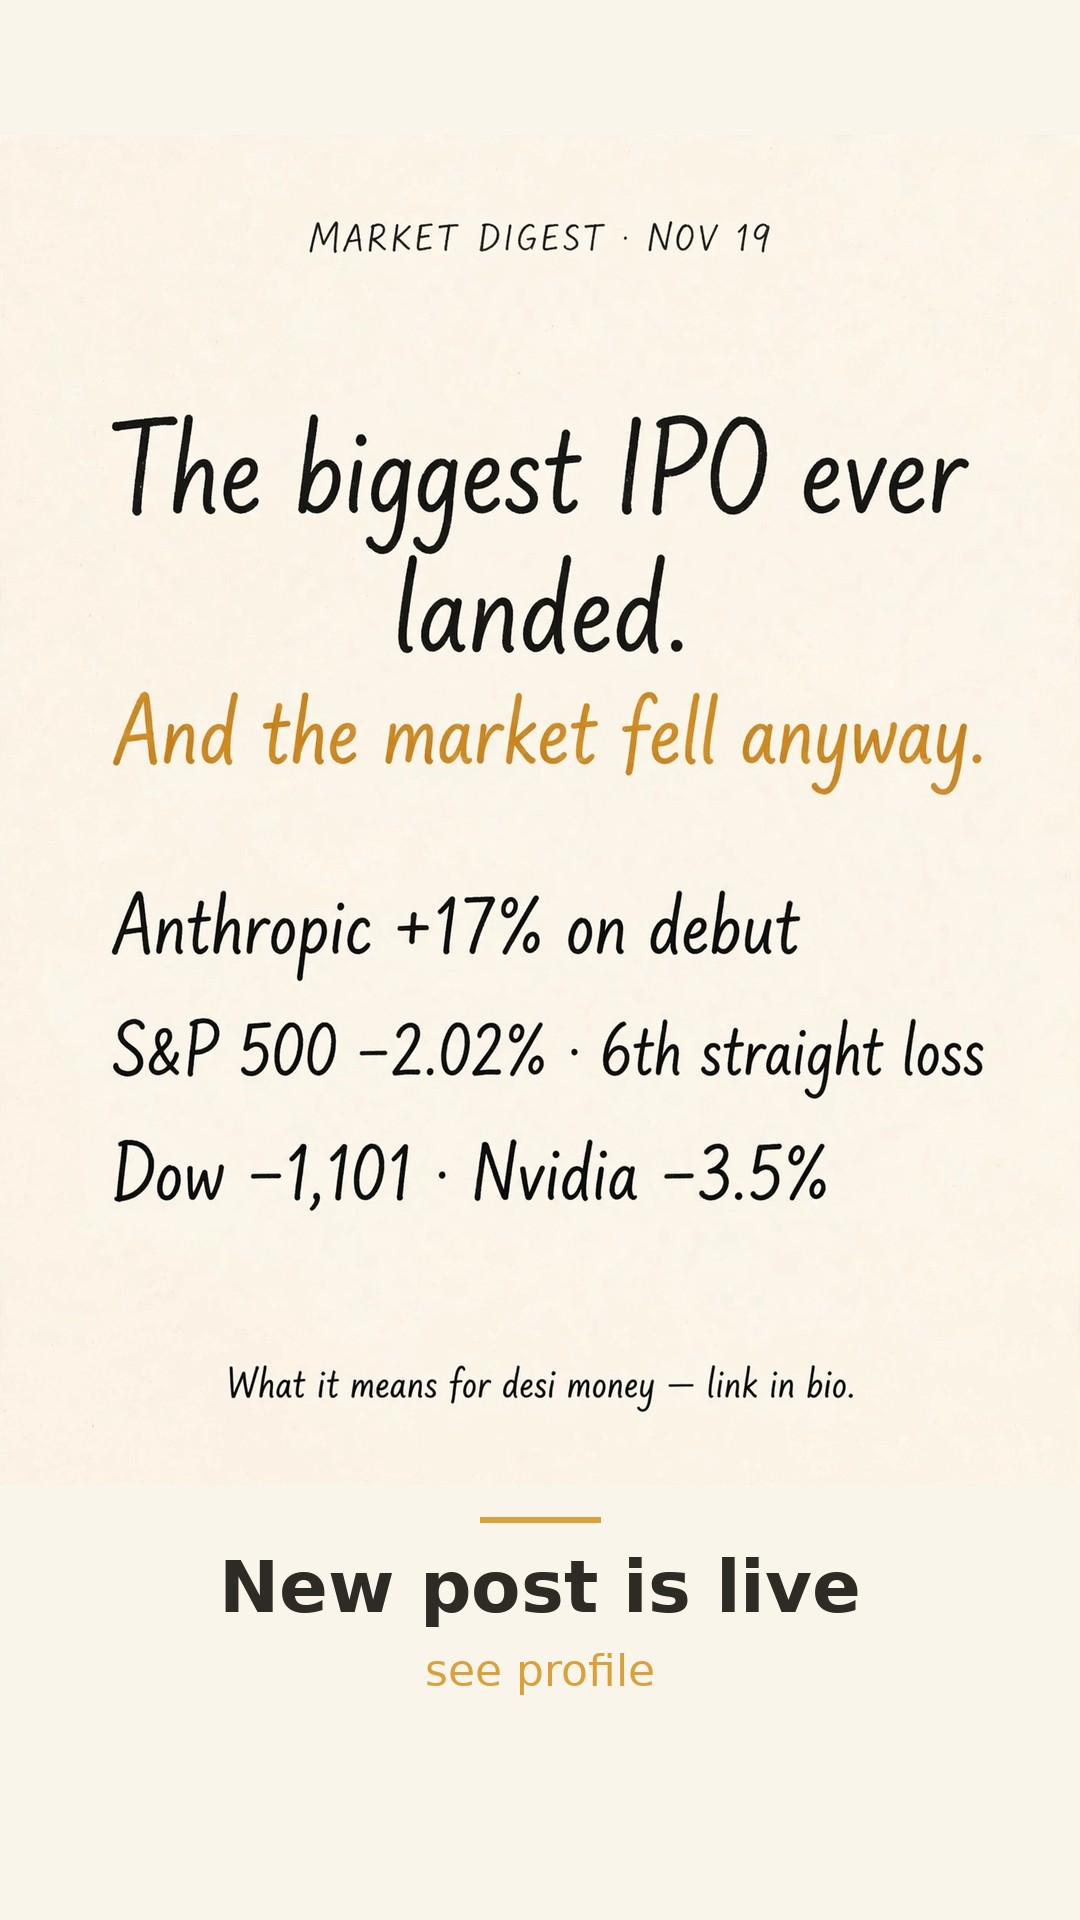 MARKET DIGEST · NOV 19
The biggest IPO ever
landed.
And the market fell anyway.
Anthropic +17% on debut
S&P 500 −2.02% · 6th straight loss
Dow −1,101 · Nvidia −3.5%
What it means for desi money — link in bio.
New post is live
see profile